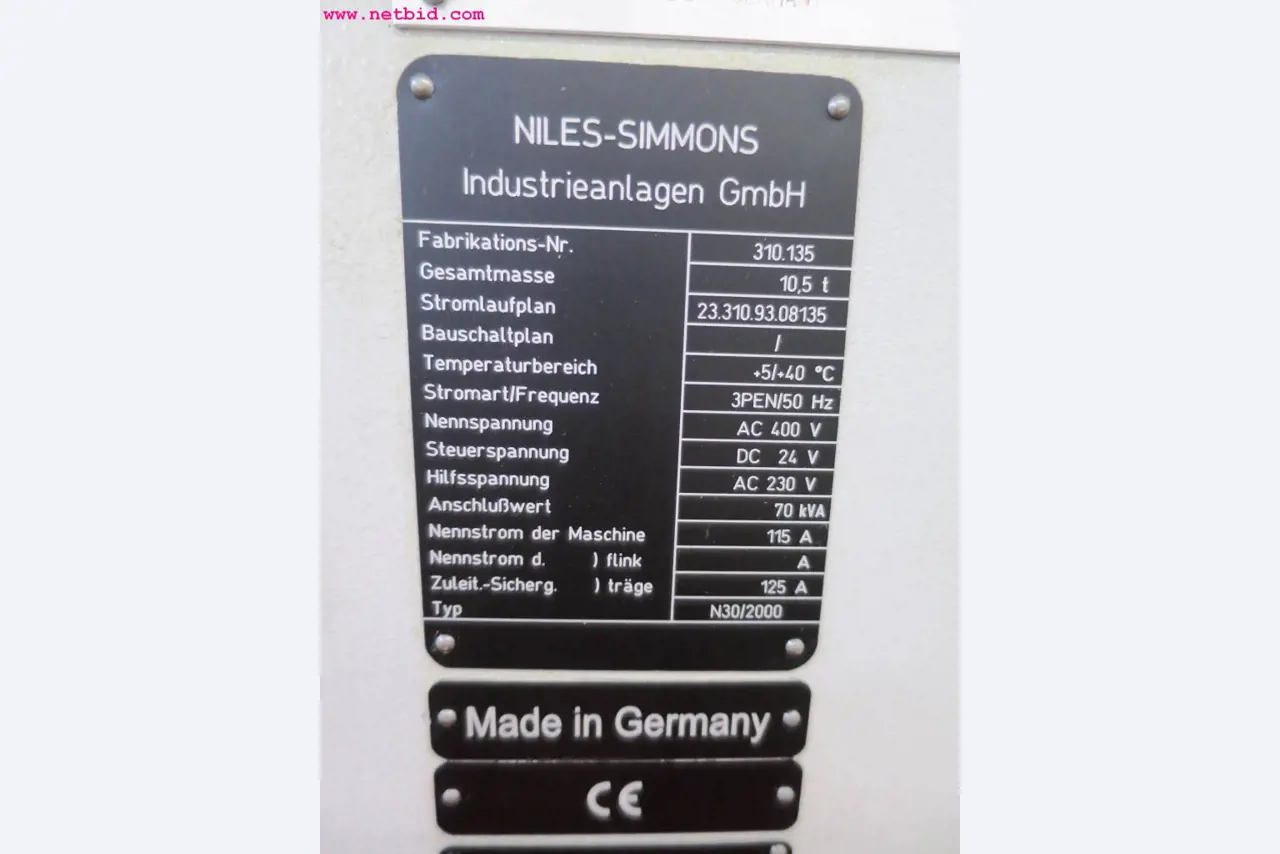 www.netbid.com
NILES-SIMMONS
Industrieanlagen GmbH
Fabrikations-Nr. 310.135
Gesamtmasse 10,5 t
Stromlaufplan 23.310.93.08135
Bauschaltplan /
Temperaturbereich +5/+40 °C
Stromart/Frequenz 3PEN/50 Hz
Nennspannung AC 400 V
Steuerspannung DC 24 V
Hilfsspannung AC 230 V
Anschlußwert 70 kVA
Nennstrom der Maschine 115 A
Nennstrom d. ) flink A
Zuleit.-Sicherg. ) träge 125 A
Typ N30/2000
Made in Germany
CE